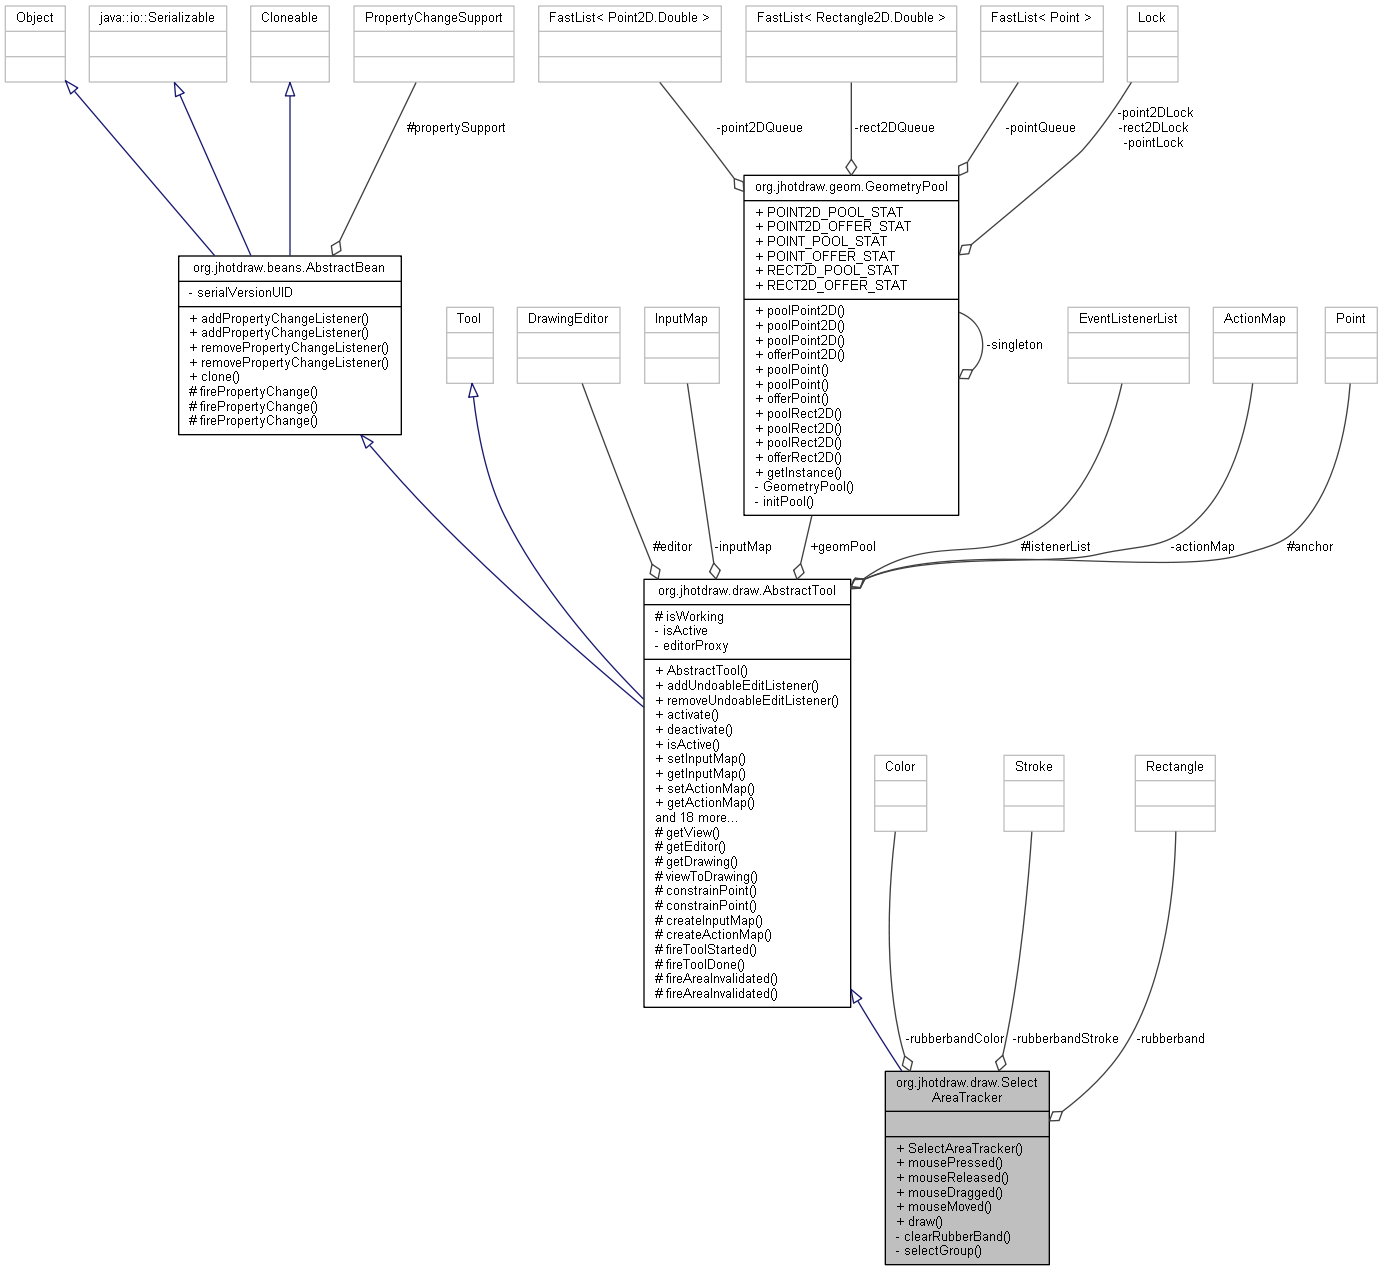 Object
java::io::Serializable
Cloneable
PropertyChangeSupport
FastList< Point2D.Double >
FastList< Rectangle2D.Double >
FastList< Point >
Lock
#propertySupport
-point2DQueue
-rect2DQueue
-pointQueue
-point2DLock
-rect2DLock
-pointLock
org.jhotdraw.geom.GeometryPool
+ POINT2D_POOL_STAT
+ POINT2D_OFFER_STAT
+ POINT_POOL_STAT
+ POINT_OFFER_STAT
+ RECT2D_POOL_STAT
+ RECT2D_OFFER_STAT
+ poolPoint2D()
+ poolPoint2D()
+ poolPoint2D()
+ offerPoint2D()
+ poolPoint()
+ poolPoint()
+ offerPoint()
+ poolRect2D()
+ poolRect2D()
+ poolRect2D()
+ offerRect2D()
+ getInstance()
- GeometryPool()
- initPool()
-singleton
org.jhotdraw.beans.AbstractBean
- serialVersionUID
+ addPropertyChangeListener()
+ addPropertyChangeListener()
+ removePropertyChangeListener()
+ removePropertyChangeListener()
+ clone()
# firePropertyChange()
# firePropertyChange()
# firePropertyChange()
Tool
DrawingEditor
InputMap
EventListenerList
ActionMap
Point
#editor
-inputMap
+geomPool
#listenerList
-actionMap
#anchor
org.jhotdraw.draw.AbstractTool
# isWorking
- isActive
- editorProxy
+ AbstractTool()
+ addUndoableEditListener()
+ removeUndoableEditListener()
+ activate()
+ deactivate()
+ isActive()
+ setInputMap()
+ getInputMap()
+ setActionMap()
+ getActionMap()
and 18 more...
# getView()
# getEditor()
# getDrawing()
# viewToDrawing()
# constrainPoint()
# constrainPoint()
# createInputMap()
# createActionMap()
# fireToolStarted()
# fireToolDone()
# fireAreaInvalidated()
# fireAreaInvalidated()
Color
Stroke
Rectangle
-rubberbandColor
-rubberbandStroke
-rubberband
org.jhotdraw.draw.Select
AreaTracker
+ SelectAreaTracker()
+ mousePressed()
+ mouseReleased()
+ mouseDragged()
+ mouseMoved()
+ draw()
- clearRubberBand()
- selectGroup()